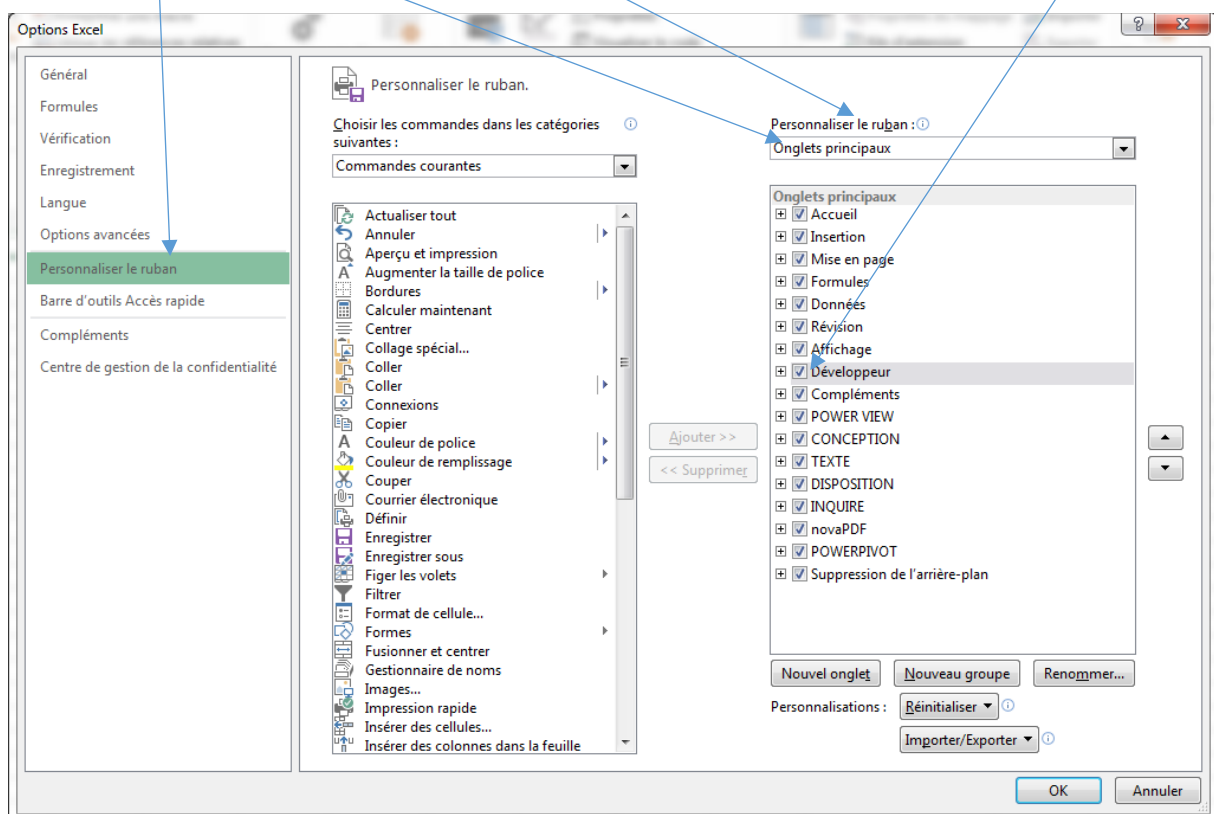 Options Excel
Général
Formules
Vérification
Enregistrement
Langue
Options avancées
Personnaliser le ruban
Barre d'outils Accès rapide
Compléments
Centre de gestion de la confidentialité
Personnaliser le ruban.
Choisir les commandes dans les catégories
suivantes :
Commandes courantes
Actualiser tout
Annuler
Aperçu et impression
Augmenter la taille de police
Bordures
Calculer maintenant
Centrer
Collage spécial...
Coller
Coller
Connexions
Copier
Couleur de police
Couleur de remplissage
Couper
Courrier électronique
Définir
Enregistrer
Enregistrer sous
Figer les volets
Filtrer
Format de cellule...
Formes
Fusionner et centrer
Gestionnaire de noms
Images...
Impression rapide
Insérer des cellules...
Insérer des colonnes dans la feuille
Ajouter >>
<< Supprimer
Personnaliser le ruban :
Onglets principaux
Onglets principaux
Accueil
Insertion
Mise en page
Formules
Données
Révision
Affichage
Développeur
Compléments
POWER VIEW
CONCEPTION
TEXTE
DISPOSITION
INQUIRE
novaPDF
POWERPIVOT
Suppression de l'arrière-plan
Nouvel onglet Nouveau groupe Renommer...
Personnalisations : Réinitialiser
Importer/Exporter
OK Annuler